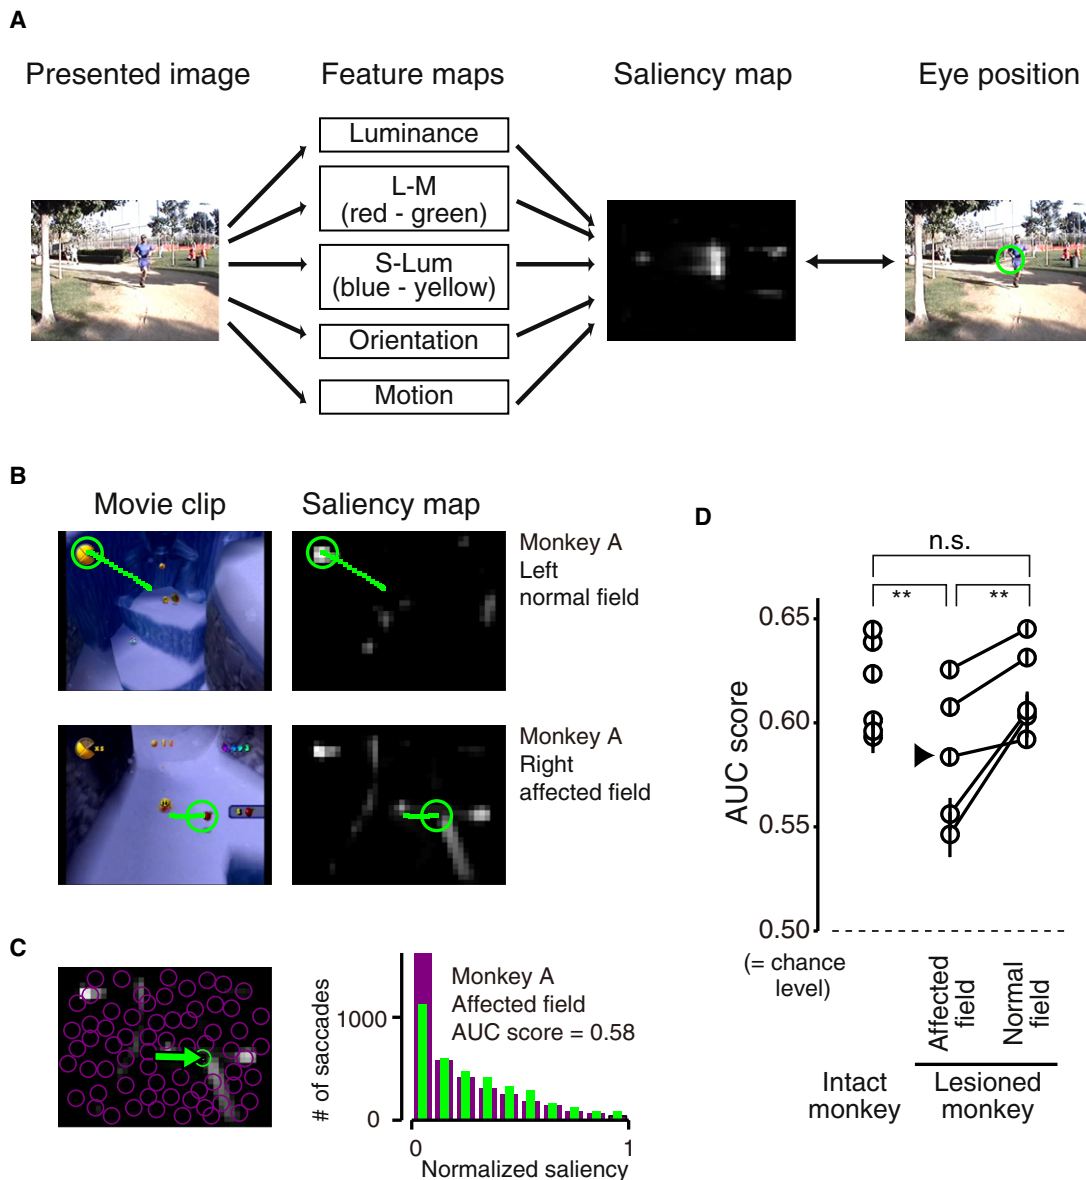 A
Presented image
Feature maps
Saliency map
Eye position
Luminance
L-M
(red - green)
S-Lum
(blue - yellow)
Orientation
Motion
B
Movie clip
Saliency map
Monkey A
Left
normal field
Monkey A
Right
affected field
C
# of saccades
1000
0
Monkey A
Affected field
AUC score = 0.58
0
1
Normalized saliency
D
n.s.
**
**
AUC score
0.65
0.60
0.55
0.50
(= chance
level)
Affected
field
Normal
field
Intact
monkey
Lesioned
monkey